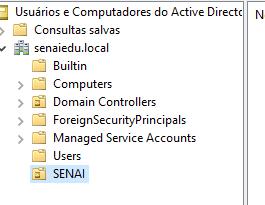 Usuários e Computadores do Active Directo
Consultas salvas
senaiedu.local
Builtin
Computers
Domain Controllers
ForeignSecurityPrincipals
Managed Service Accounts
Users
SENAI
N